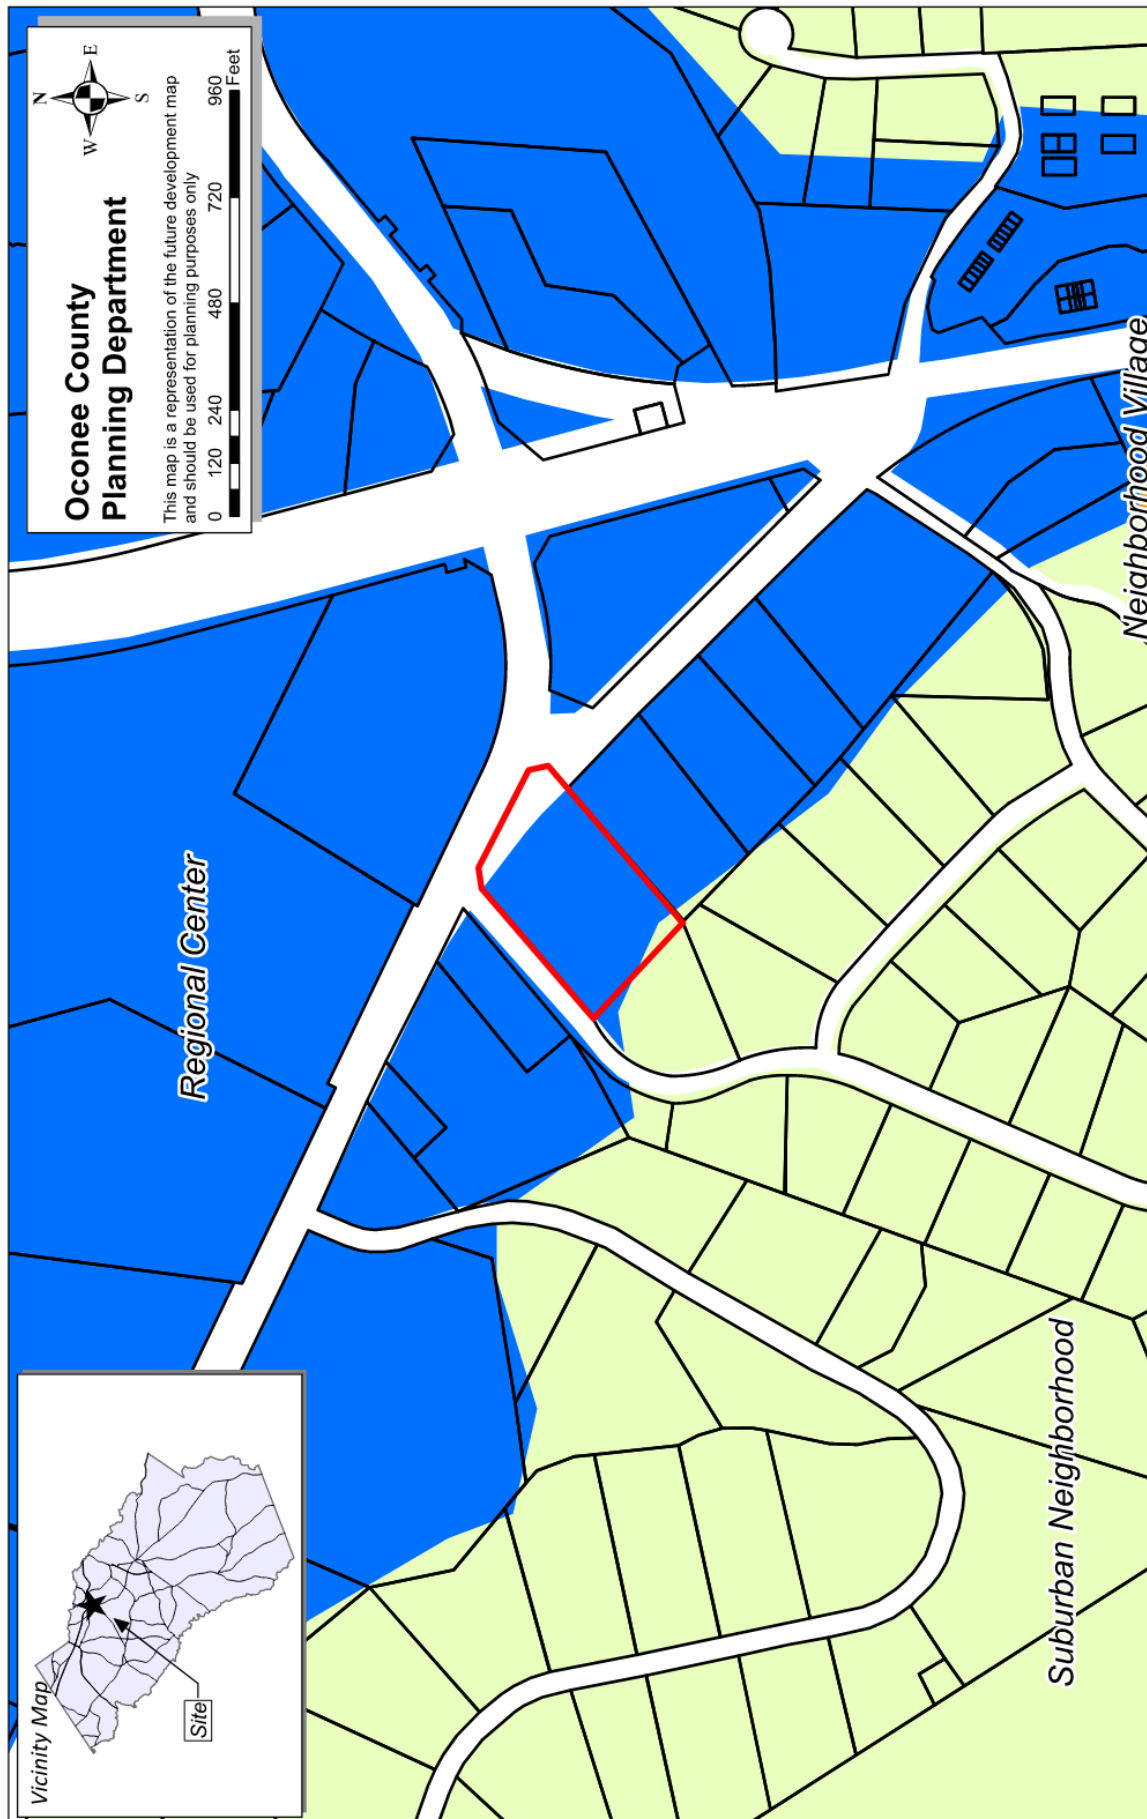 Oconee County
Planning Department
This map is a representation of the future development map
and should be used for planning purposes only
0 120 240 480 720 960
Feet
N
W E
S
Regional Center
Neighborhood Village
Suburban Neighborhood
Vicinity Map
Site